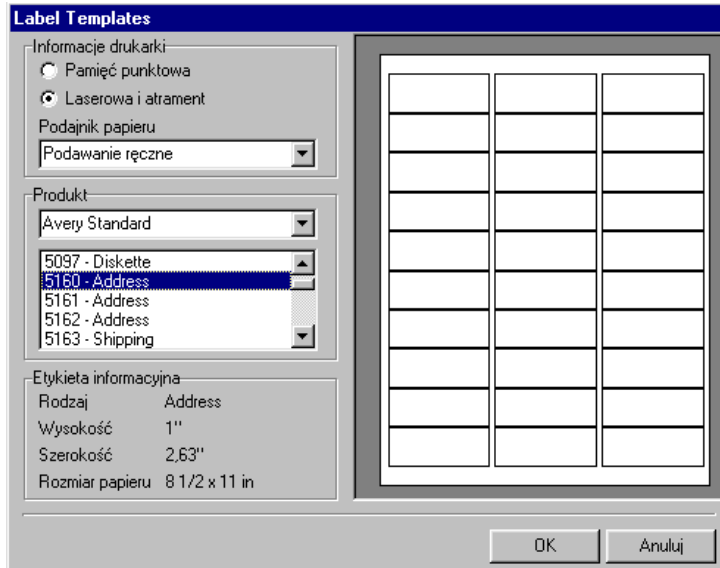 Label Templates
Informacje drukarki
Pamięć punktowa
Laserowa i atrament
Podajnik papieru
Podawanie ręczne
Produkt
Avery Standard
5097 - Diskette
5160 - Address
5161 - Address
5162 - Address
5163 - Shipping
Etykieta informacyjna
Rodzaj Address
Wysokość 1''
Szerokość 2,63''
Rozmiar papieru 8 1/2 x 11 in
OK Anuluj